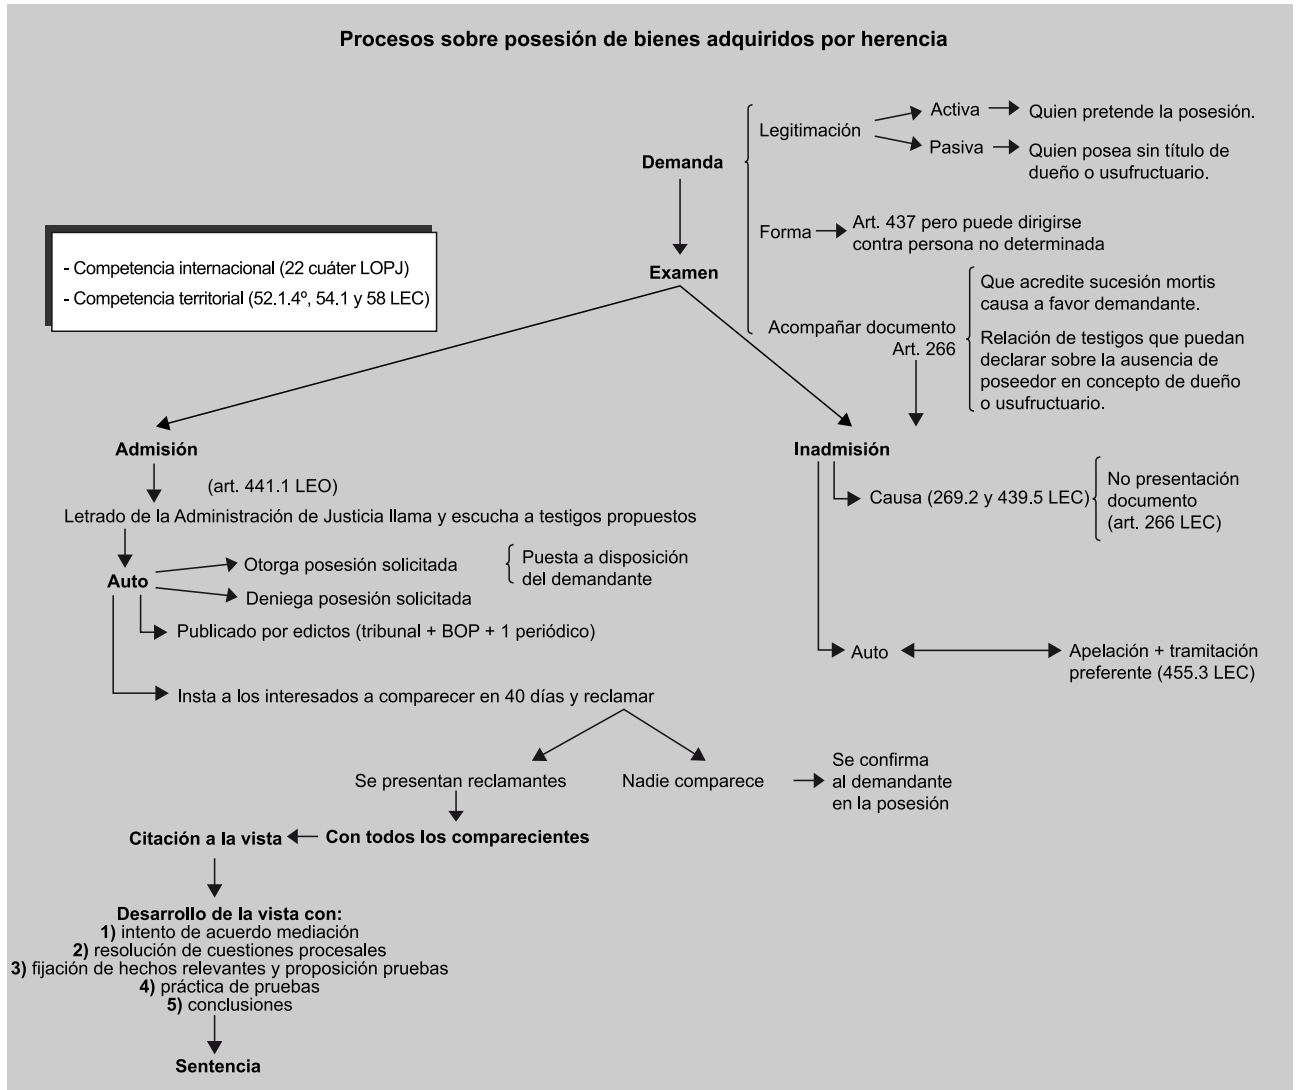 Procesos sobre posesión de bienes adquiridos por herencia
Demanda
Legitimación
Activa
Quien pretende la posesión.
Pasiva
Quien posea sin título de
dueño o usufructuario.
Forma
Art. 437 pero puede dirigirse
contra persona no determinada
- Competencia internacional (22 cuáter LOPJ)
- Competencia territorial (52.1.4º, 54.1 y 58 LEC)
Examen
Acompañar documento
Art. 266
Que acredite sucesión mortis
causa a favor demandante.
Relación de testigos que puedan
declarar sobre la ausencia de
poseedor en concepto de dueño
o usufructuario.
Admisión
(art. 441.1 LEO)
Letrado de la Administración de Justicia llama y escucha a testigos propuestos
Auto
Otorga posesión solicitada
Puesta a disposición
del demandante
Deniega posesión solicitada
Publicado por edictos (tribunal + BOP + 1 periódico)
Insta a los interesados a comparecer en 40 días y reclamar
Inadmisión
Causa (269.2 y 439.5 LEC)
No presentación
documento
(art. 266 LEC)
Auto
Apelación + tramitación
preferente (455.3 LEC)
Se presentan reclamantes
Nadie comparece
Se confirma
al demandante
en la posesión
Con todos los comparecientes
Citación a la vista
Desarrollo de la vista con:
1) intento de acuerdo mediación
2) resolución de cuestiones procesales
3) fijación de hechos relevantes y proposición pruebas
4) práctica de pruebas
5) conclusiones
Sentencia